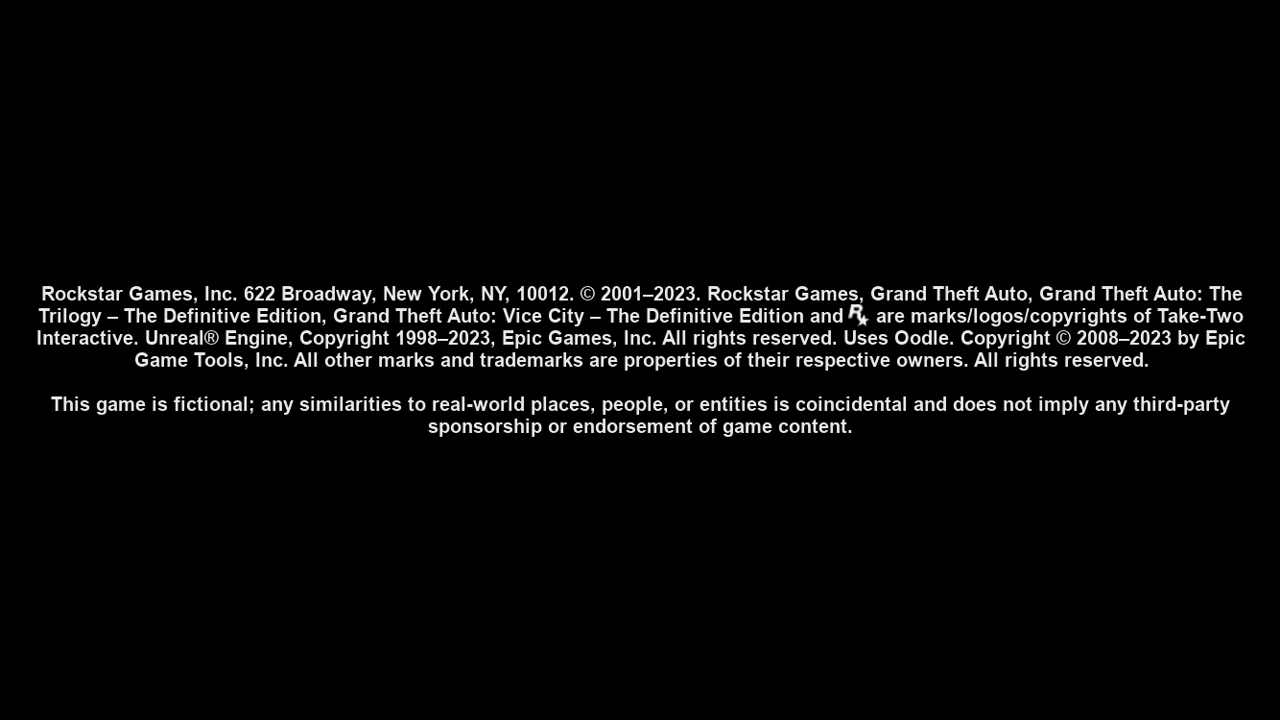 Rockstar Games, Inc. 622 Broadway, New York, NY, 10012. © 2001–2023. Rockstar Games, Grand Theft Auto, Grand Theft Auto: The
Trilogy – The Definitive Edition, Grand Theft Auto: Vice City – The Definitive Edition and R are marks/logos/copyrights of Take-Two
Interactive. Unreal® Engine, Copyright 1998–2023, Epic Games, Inc. All rights reserved. Uses Oodle. Copyright © 2008–2023 by Epic
Game Tools, Inc. All other marks and trademarks are properties of their respective owners. All rights reserved.
This game is fictional; any similarities to real-world places, people, or entities is coincidental and does not imply any third-party
sponsorship or endorsement of game content.